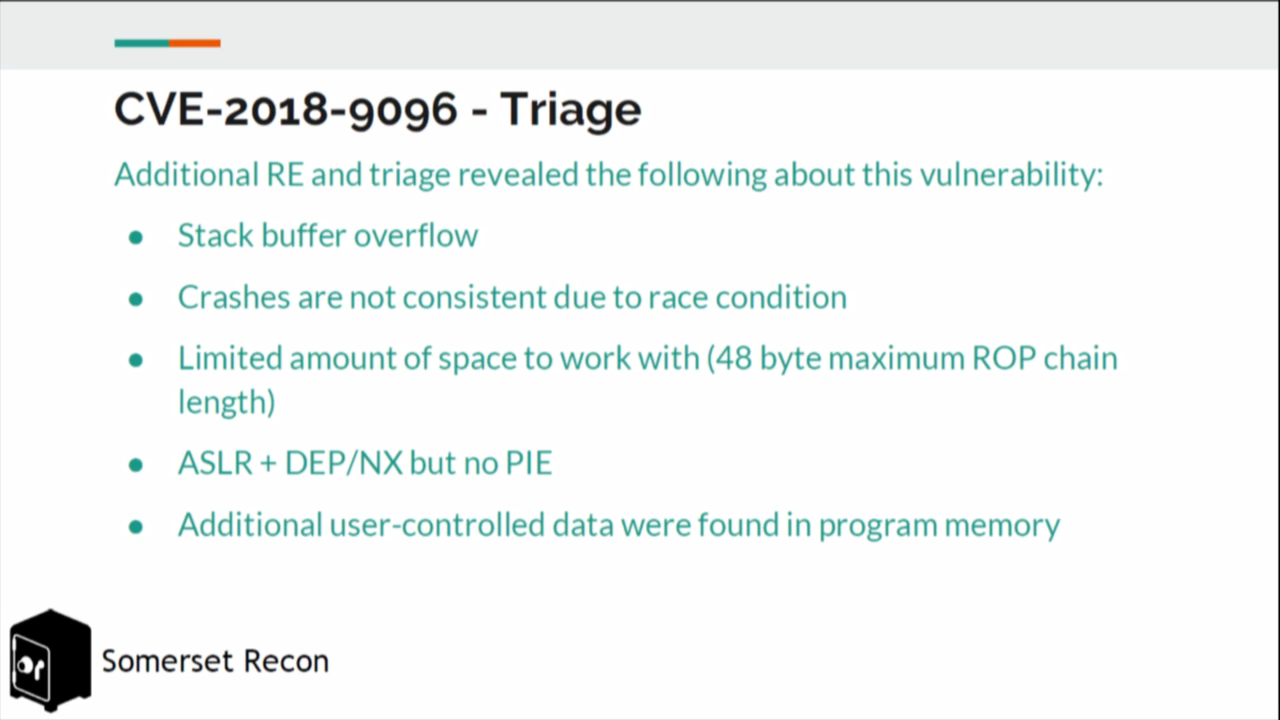 CVE-2018-9096 - Triage
Additional RE and triage revealed the following about this vulnerability:
● Stack buffer overflow
● Crashes are not consistent due to race condition
● Limited amount of space to work with (48 byte maximum ROP chain
length)
● ASLR + DEP/NX but no PIE
● Additional user-controlled data were found in program memory
Somerset Recon